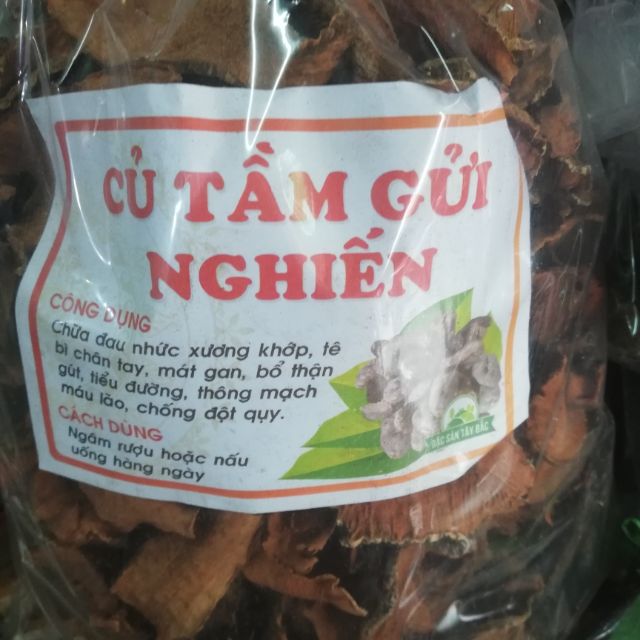 CỦ TẦM GỬI
NGHIẾN
CÔNG DỤNG
Chữa đau nhức xương khớp, tê
bì chân tay, mát gan, bổ thận
gút, tiểu đường, thông mạch
máu lão, chống đột quỵ.
CÁCH DÙNG
Ngâm rượu hoặc nấu
uống hàng ngày
ĐẶC SẢN TÂY BẮC